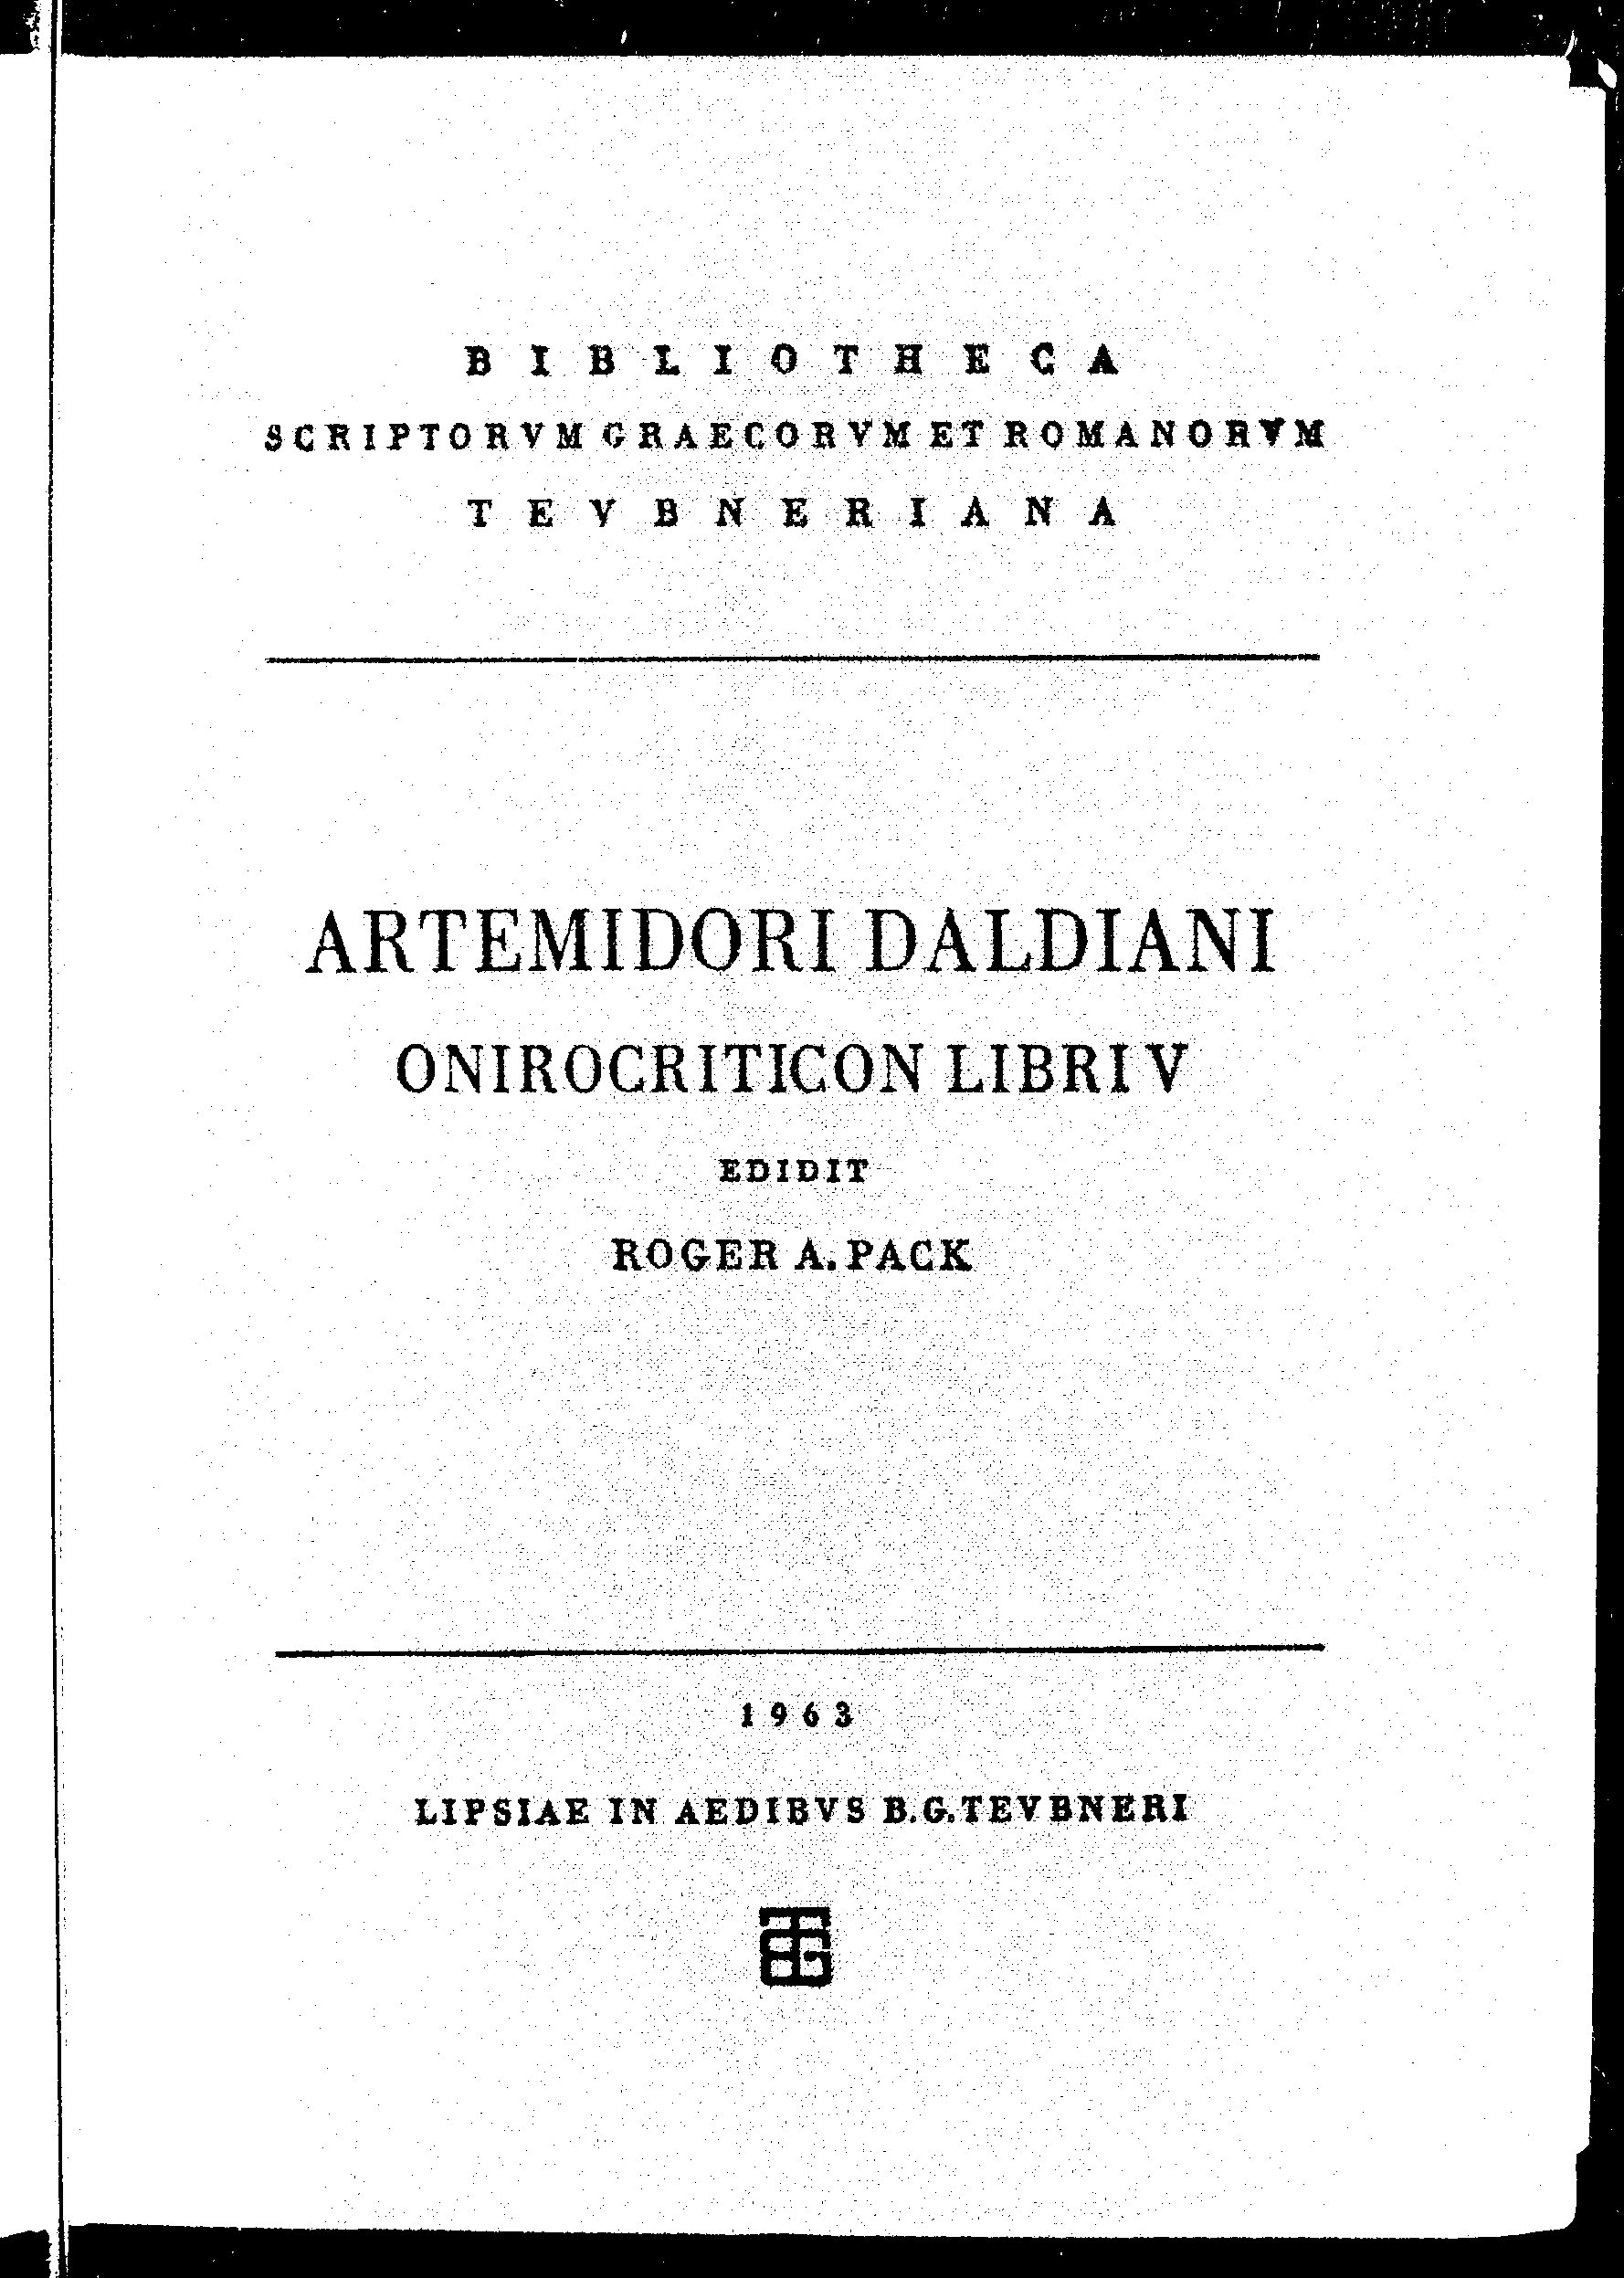 BIBLIOTHECA
SCRIPTORVM GRAECORVM ET ROMANORVM
TEVBNERIANA
ARTEMIDORI DALDIANI
ONIROCRITICON LIBRI V
EDIDIT
ROGER A. PACK
1963
LIPSIAE IN AEDIBVS B.G.TEVBNERI